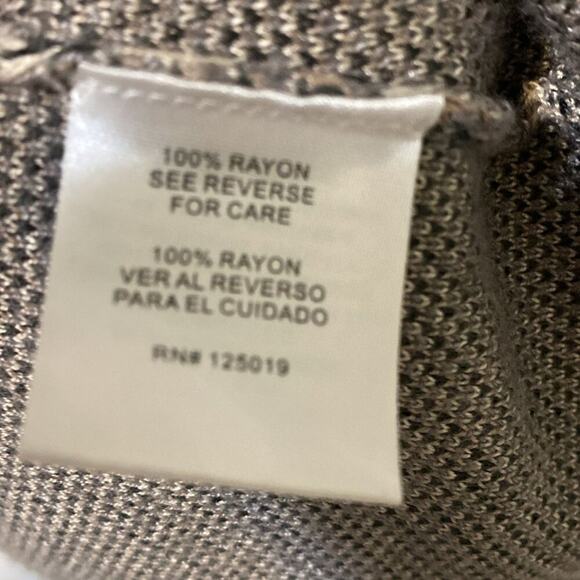 100% RAYON
SEE REVERSE
FOR CARE
100% RAYON
VER AL REVERSO
PARA EL CUIDADO
RN# 125019